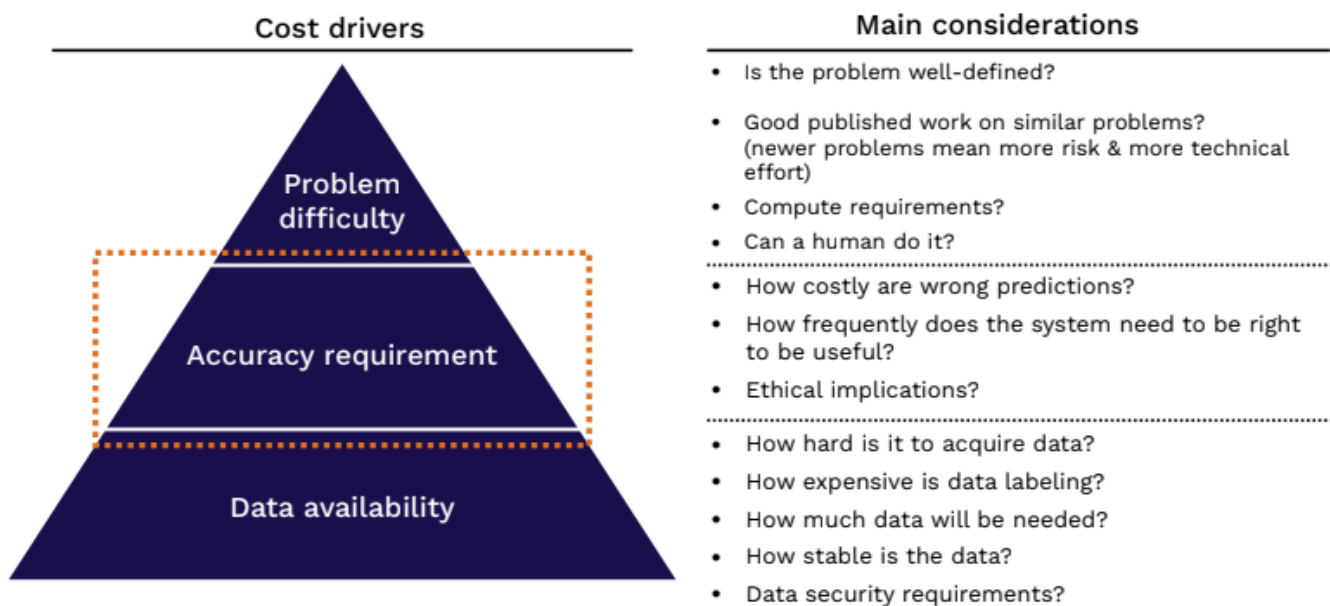 Cost drivers
Problem
difficulty
Accuracy requirement
Data availability
Main considerations
• Is the problem well-defined?
• Good published work on similar problems?
(newer problems mean more risk & more technical
effort)
• Compute requirements?
• Can a human do it?
• How costly are wrong predictions?
• How frequently does the system need to be right
to be useful?
• Ethical implications?
• How hard is it to acquire data?
• How expensive is data labeling?
• How much data will be needed?
• How stable is the data?
• Data security requirements?